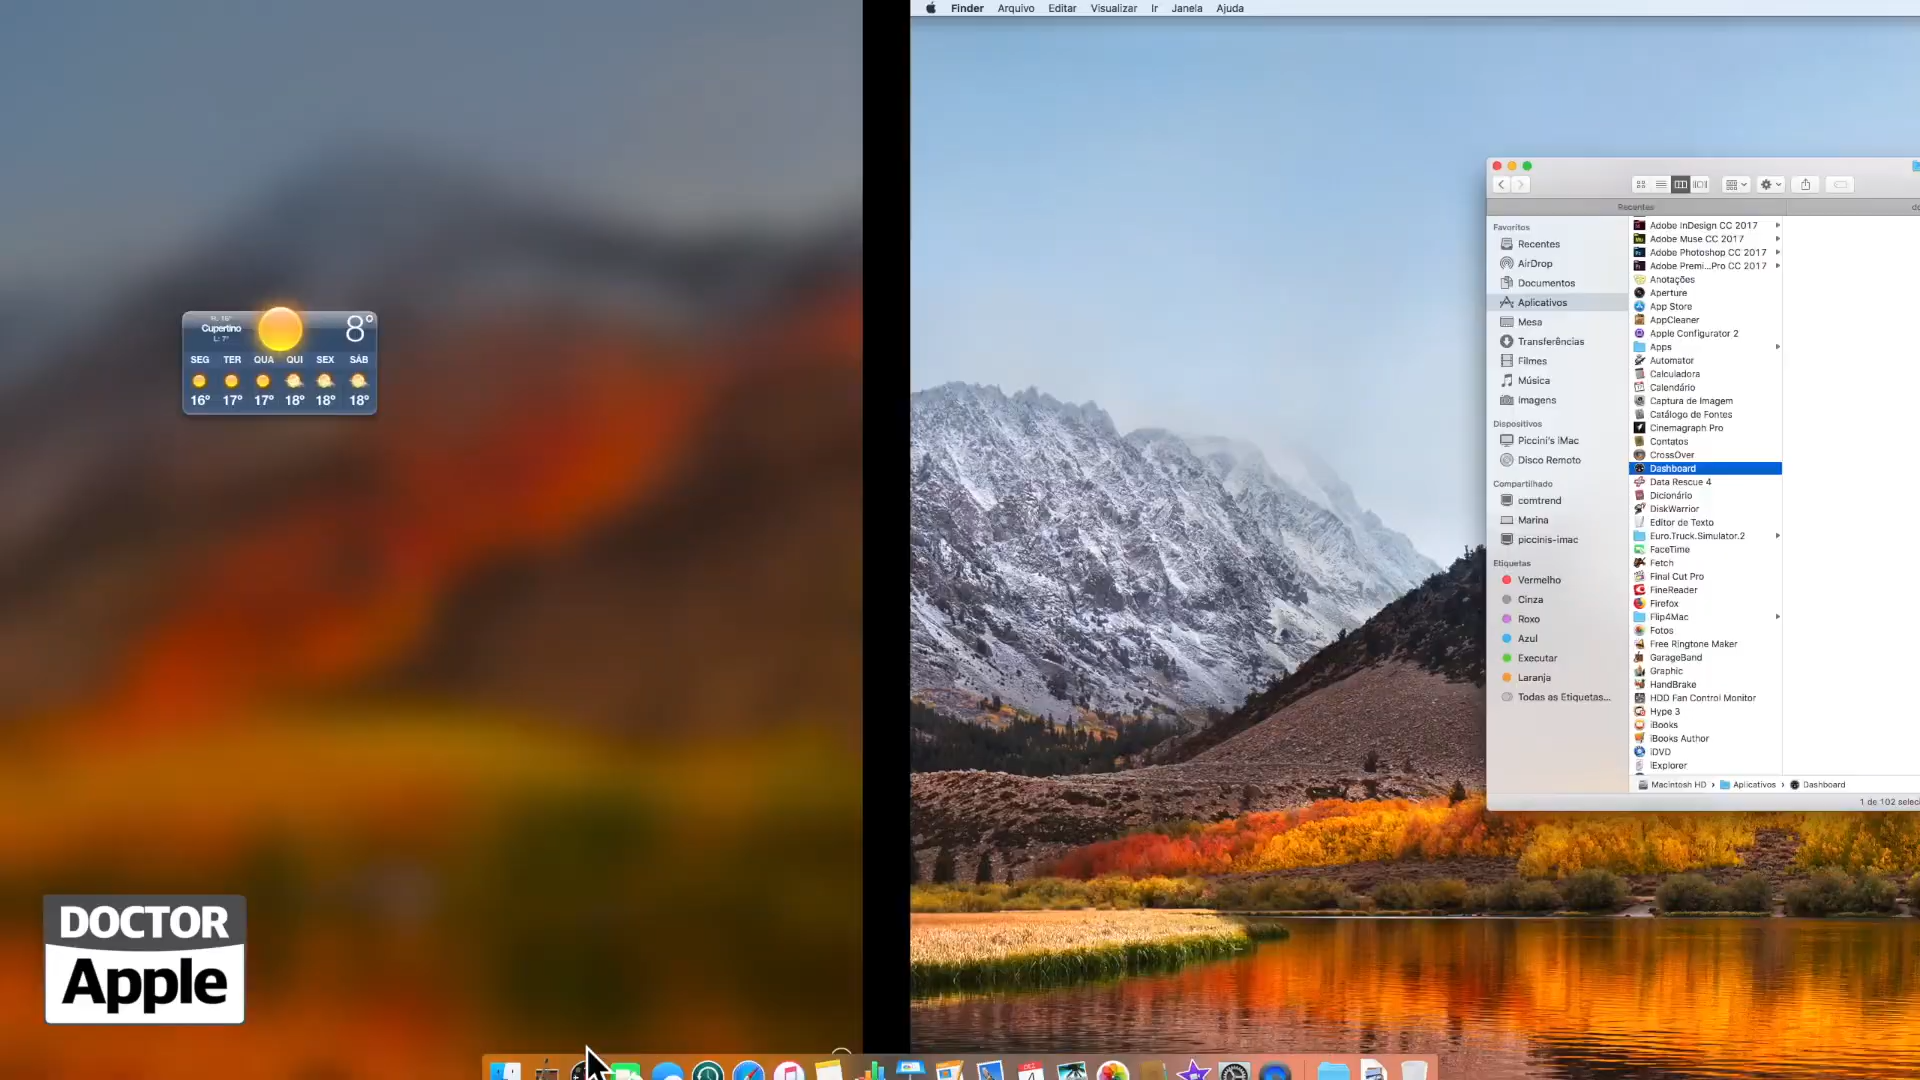 Finder Arquivo Editar Visualizar Ir Janela Ajuda
Cupertino
L: 7°
8°
SEG TER QUA QUI SEX SÁB
16° 17° 17° 18° 18° 18°
DOCTOR
Apple
Recentes
Favoritos
Recentes
AirDrop
Documentos
Aplicativos
Mesa
Transferências
Filmes
Música
Imagens
Dispositivos
Piccini's iMac
Disco Remoto
Compartilhado
comtrend
Marina
piccinis-imac
Etiquetas
Vermelho
Cinza
Roxo
Azul
Executar
Laranja
Todas as Etiquetas...
Adobe InDesign CC 2017
Adobe Muse CC 2017
Adobe Photoshop CC 2017
Adobe Premi...Pro CC 2017
Anotações
Aperture
App Store
AppCleaner
Apple Configurator 2
Apps
Automator
Calculadora
Calendário
Captura de Imagem
Catálogo de Fontes
Cinemagraph Pro
Contatos
CrossOver
Dashboard
Data Rescue 4
Dicionário
DiskWarrior
Editor de Texto
Euro.Truck.Simulator.2
FaceTime
Fetch
Final Cut Pro
FineReader
Firefox
Flip4Mac
Fotos
Free Ringtone Maker
GarageBand
Graphic
HandBrake
HDD Fan Control Monitor
Hype 3
iBooks
iBooks Author
iDVD
iExplorer
Macintosh HD › Aplicativos › Dashboard
1 de 102 selec